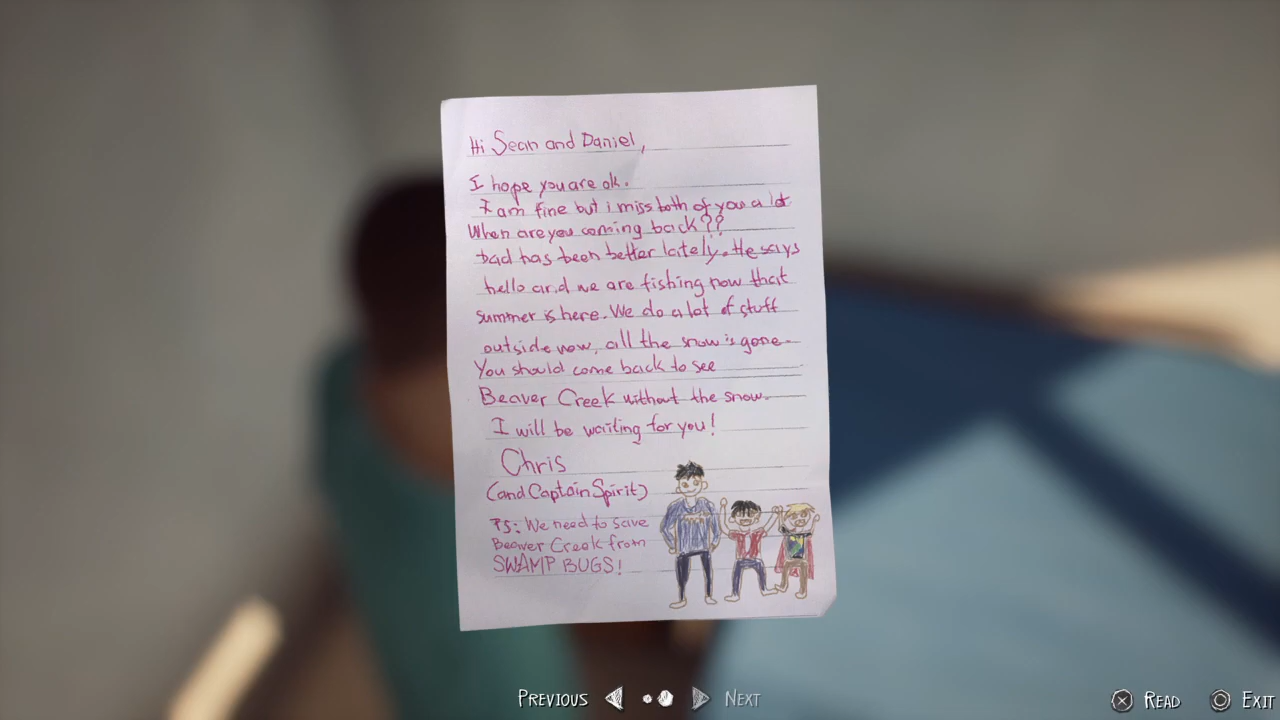 Hi Sean and Daniel,
I hope you are ok.
I am fine but i miss both of you a lot
When are you coming back??
Dad has been better lately. He says
hello and we are fishing now that
summer is here. We do a lot of stuff
outside now, all the snow is gone.
You should come back to see
Beaver Creek without the snow.
I will be waiting for you!
Chris
(and Captain Spirit)
PS: We need to save
Beaver Creek from
SWAMP BUGS!
PREVIOUS NEXT
READ EXIT